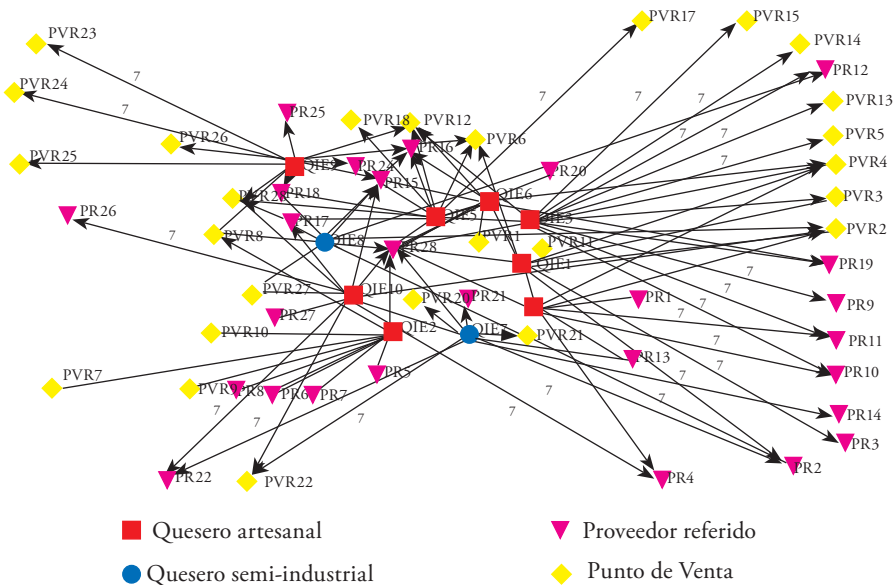 PVR17
PVR15
PVR23
PVR14
PR12
7
7
PVR24
7
7
PVR13
PR25
PVR18
PVR12
7
7
PVR26
PVR6
PVR5
PR16
7
PVR25
QIE9
PR24
PR20
PVR4
PR15
PR18
PVR28
QIE6
PVR3
PR26
PR17
QIE5
QIE3
PVR2
PVR8
QIE8
PVR1
PVR11
7
PR28
QIE1
PR19
7
7
PVR27
QIE10
PVR20
PR21
PR1
PR9
7
PR27
PVR10
QIE2
QIE7
PVR21
7
PR11
7
PR13
PVR7
PVR9
PR8
PR6
PR7
PR5
7
PR10
7
7
7
7
7
PR14
PR3
PR22
PVR22
PR4
PR2
Quesero artesanal
Proveedor referido
Quesero semi-industrial
Punto de Venta